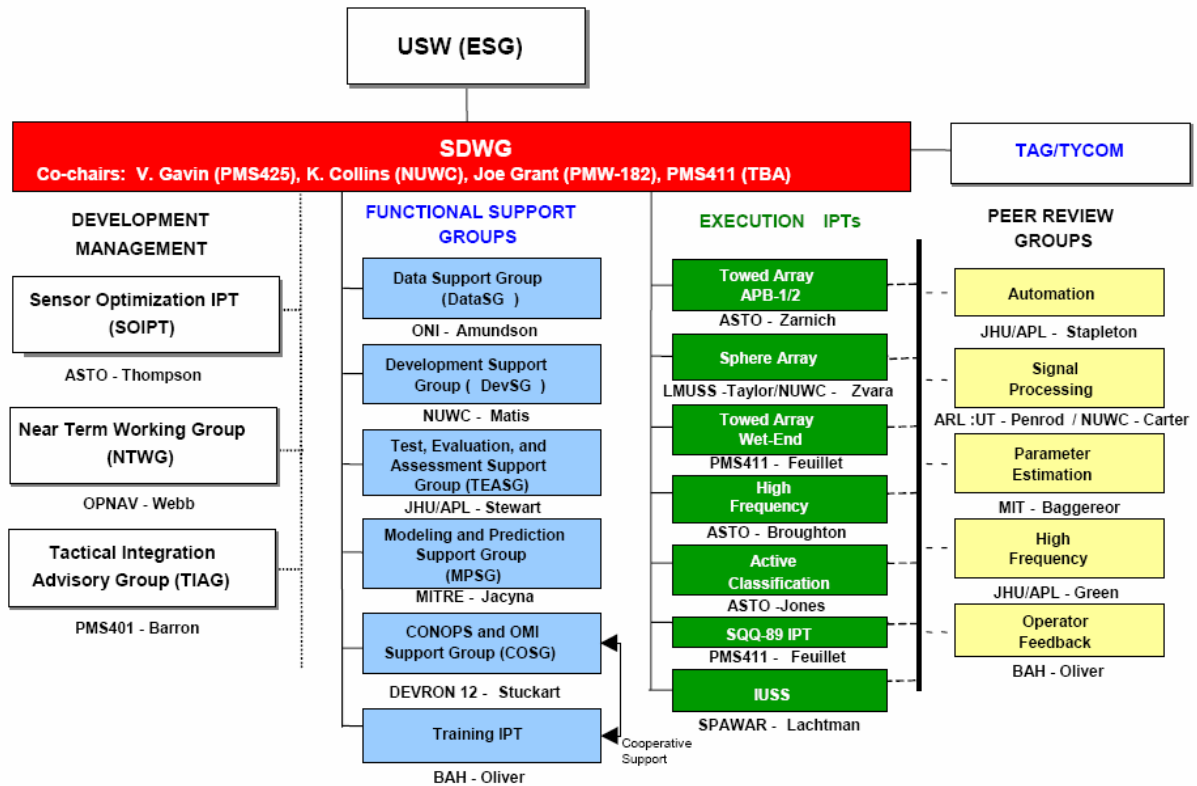 USW (ESG)
SDWG
Co-chairs: V. Gavin (PMS425), K. Collins (NUWC), Joe Grant (PMW-182), PMS411 (TBA)
TAG/TYCOM
DEVELOPMENT
MANAGEMENT
Sensor Optimization IPT
(SOIPT)
ASTO - Thompson
Near Term Working Group
(NTWG)
OPNAV - Webb
Tactical Integration
Advisory Group (TIAG)
PMS401 - Barron
FUNCTIONAL SUPPORT
GROUPS
Data Support Group
(DataSG )
ONI - Amundson
Development Support
Group ( DevSG )
NUWC - Matis
Test, Evaluation, and
Assessment Support
Group (TEASG)
JHU/APL - Stewart
Modeling and Prediction
Support Group
(MPSG)
MITRE - Jacyna
CONOPS and OMI
Support Group (COSG)
DEVRON 12 - Stuckart
Training IPT
BAH - Oliver
Cooperative
Support
EXECUTION IPTs
Towed Array
APB-1/2
ASTO - Zarnich
Sphere Array
LMUSS -Taylor/NUWC - Zvara
Towed Array
Wet-End
PMS411 - Feuillet
High
Frequency
ASTO - Broughton
Active
Classification
ASTO -Jones
SQQ-89 IPT
PMS411 - Feuillet
IUSS
SPAWAR - Lachtman
PEER REVIEW
GROUPS
Automation
JHU/APL - Stapleton
Signal
Processing
ARL :UT - Penrod / NUWC - Carter
Parameter
Estimation
MIT - Baggereor
High
Frequency
JHU/APL - Green
Operator
Feedback
BAH - Oliver